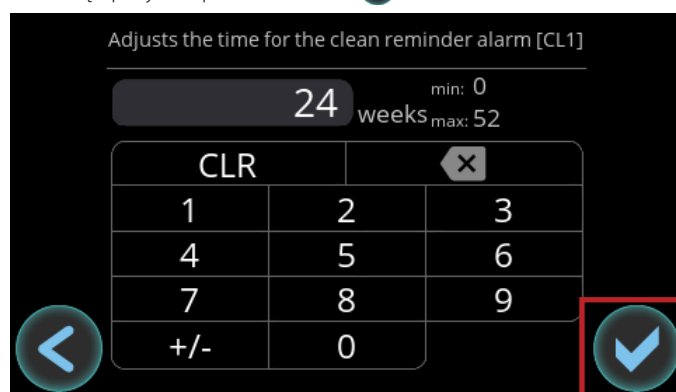 Adjusts the time for the clean reminder alarm [CL1]
24 weeks min: 0
max: 52
CLR
1 2 3
4 5 6
7 8 9
+/- 0